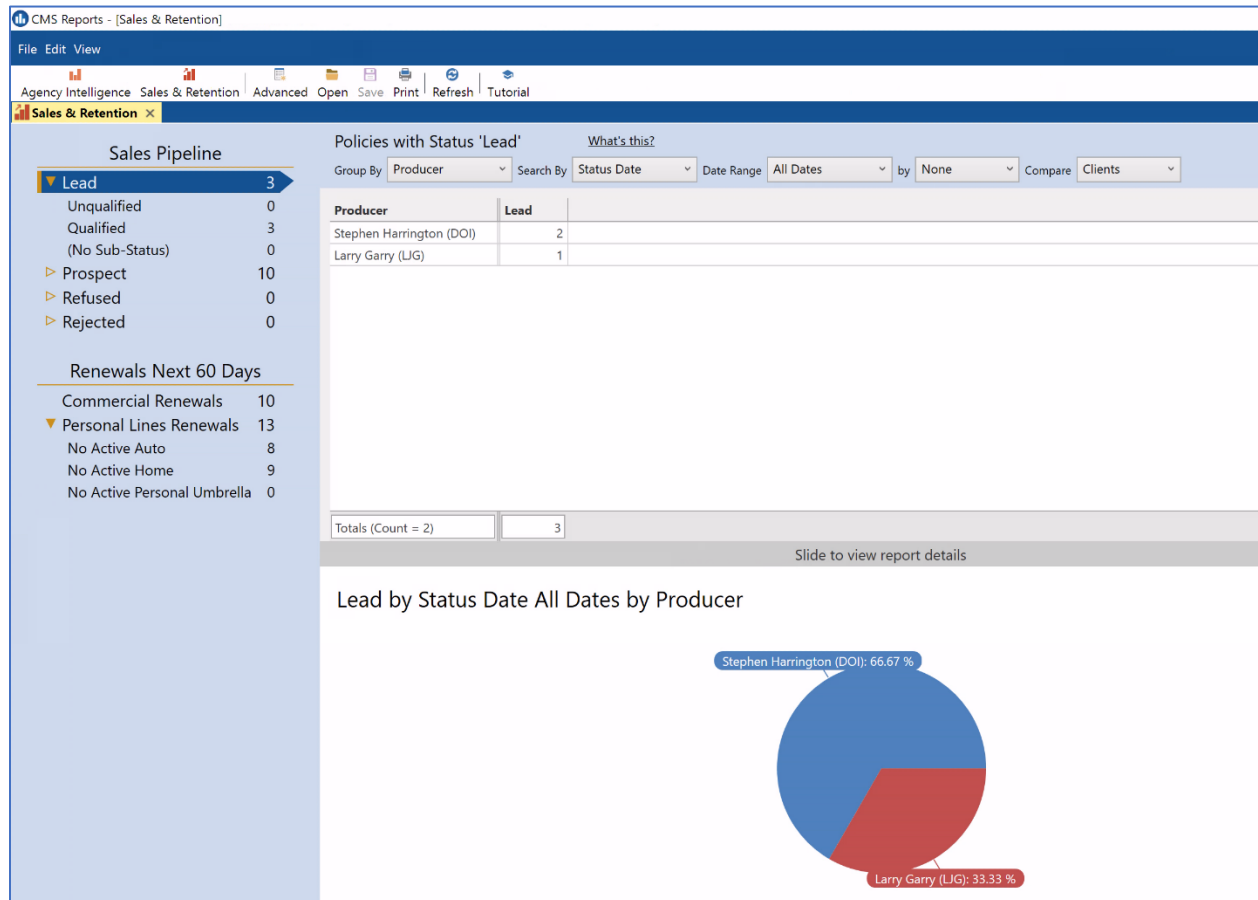 CMS Reports - [Sales & Retention]
File Edit View
Agency Intelligence Sales & Retention Advanced Open Save Print Refresh Tutorial
Sales & Retention ×
Sales Pipeline
Lead 3
Unqualified 0
Qualified 3
(No Sub-Status) 0
Prospect 10
Refused 0
Rejected 0
Renewals Next 60 Days
Commercial Renewals 10
Personal Lines Renewals 13
No Active Auto 8
No Active Home 9
No Active Personal Umbrella 0
Policies with Status 'Lead' What's this?
Group By Producer Search By Status Date Date Range All Dates by None Compare Clients
Producer Lead
Stephen Harrington (DOI) 2
Larry Garry (LJG) 1
Totals (Count = 2) 3
Slide to view report details
Lead by Status Date All Dates by Producer
Stephen Harrington (DOI): 66.67 %
Larry Garry (LJG): 33.33 %